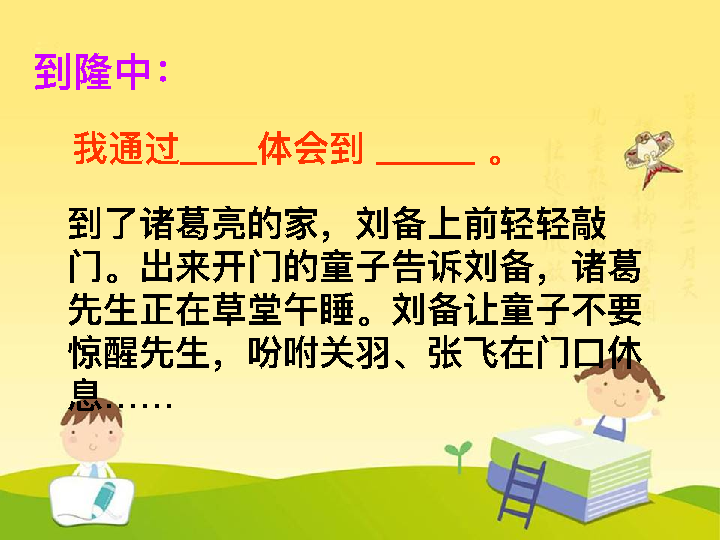 到隆中：
我通过____体会到 _____ 。
到了诸葛亮的家，刘备上前轻轻敲
门。出来开门的童子告诉刘备，诸葛
先生正在草堂午睡。刘备让童子不要
惊醒先生，吩咐关羽、张飞在门口休
息……